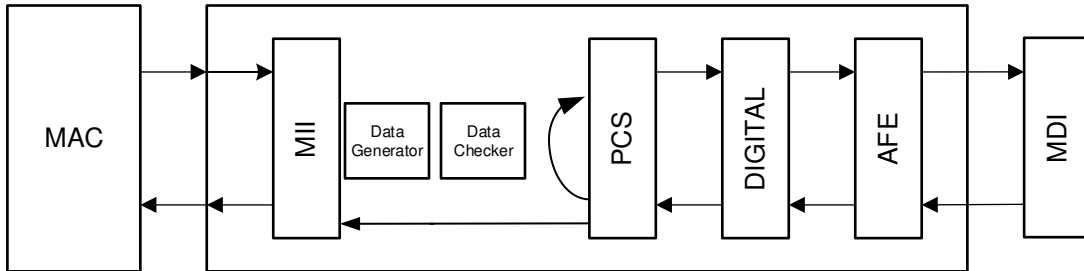 MAC
MII
Data
Generator
Data
Checker
PCS
DIGITAL
AFE
MDI